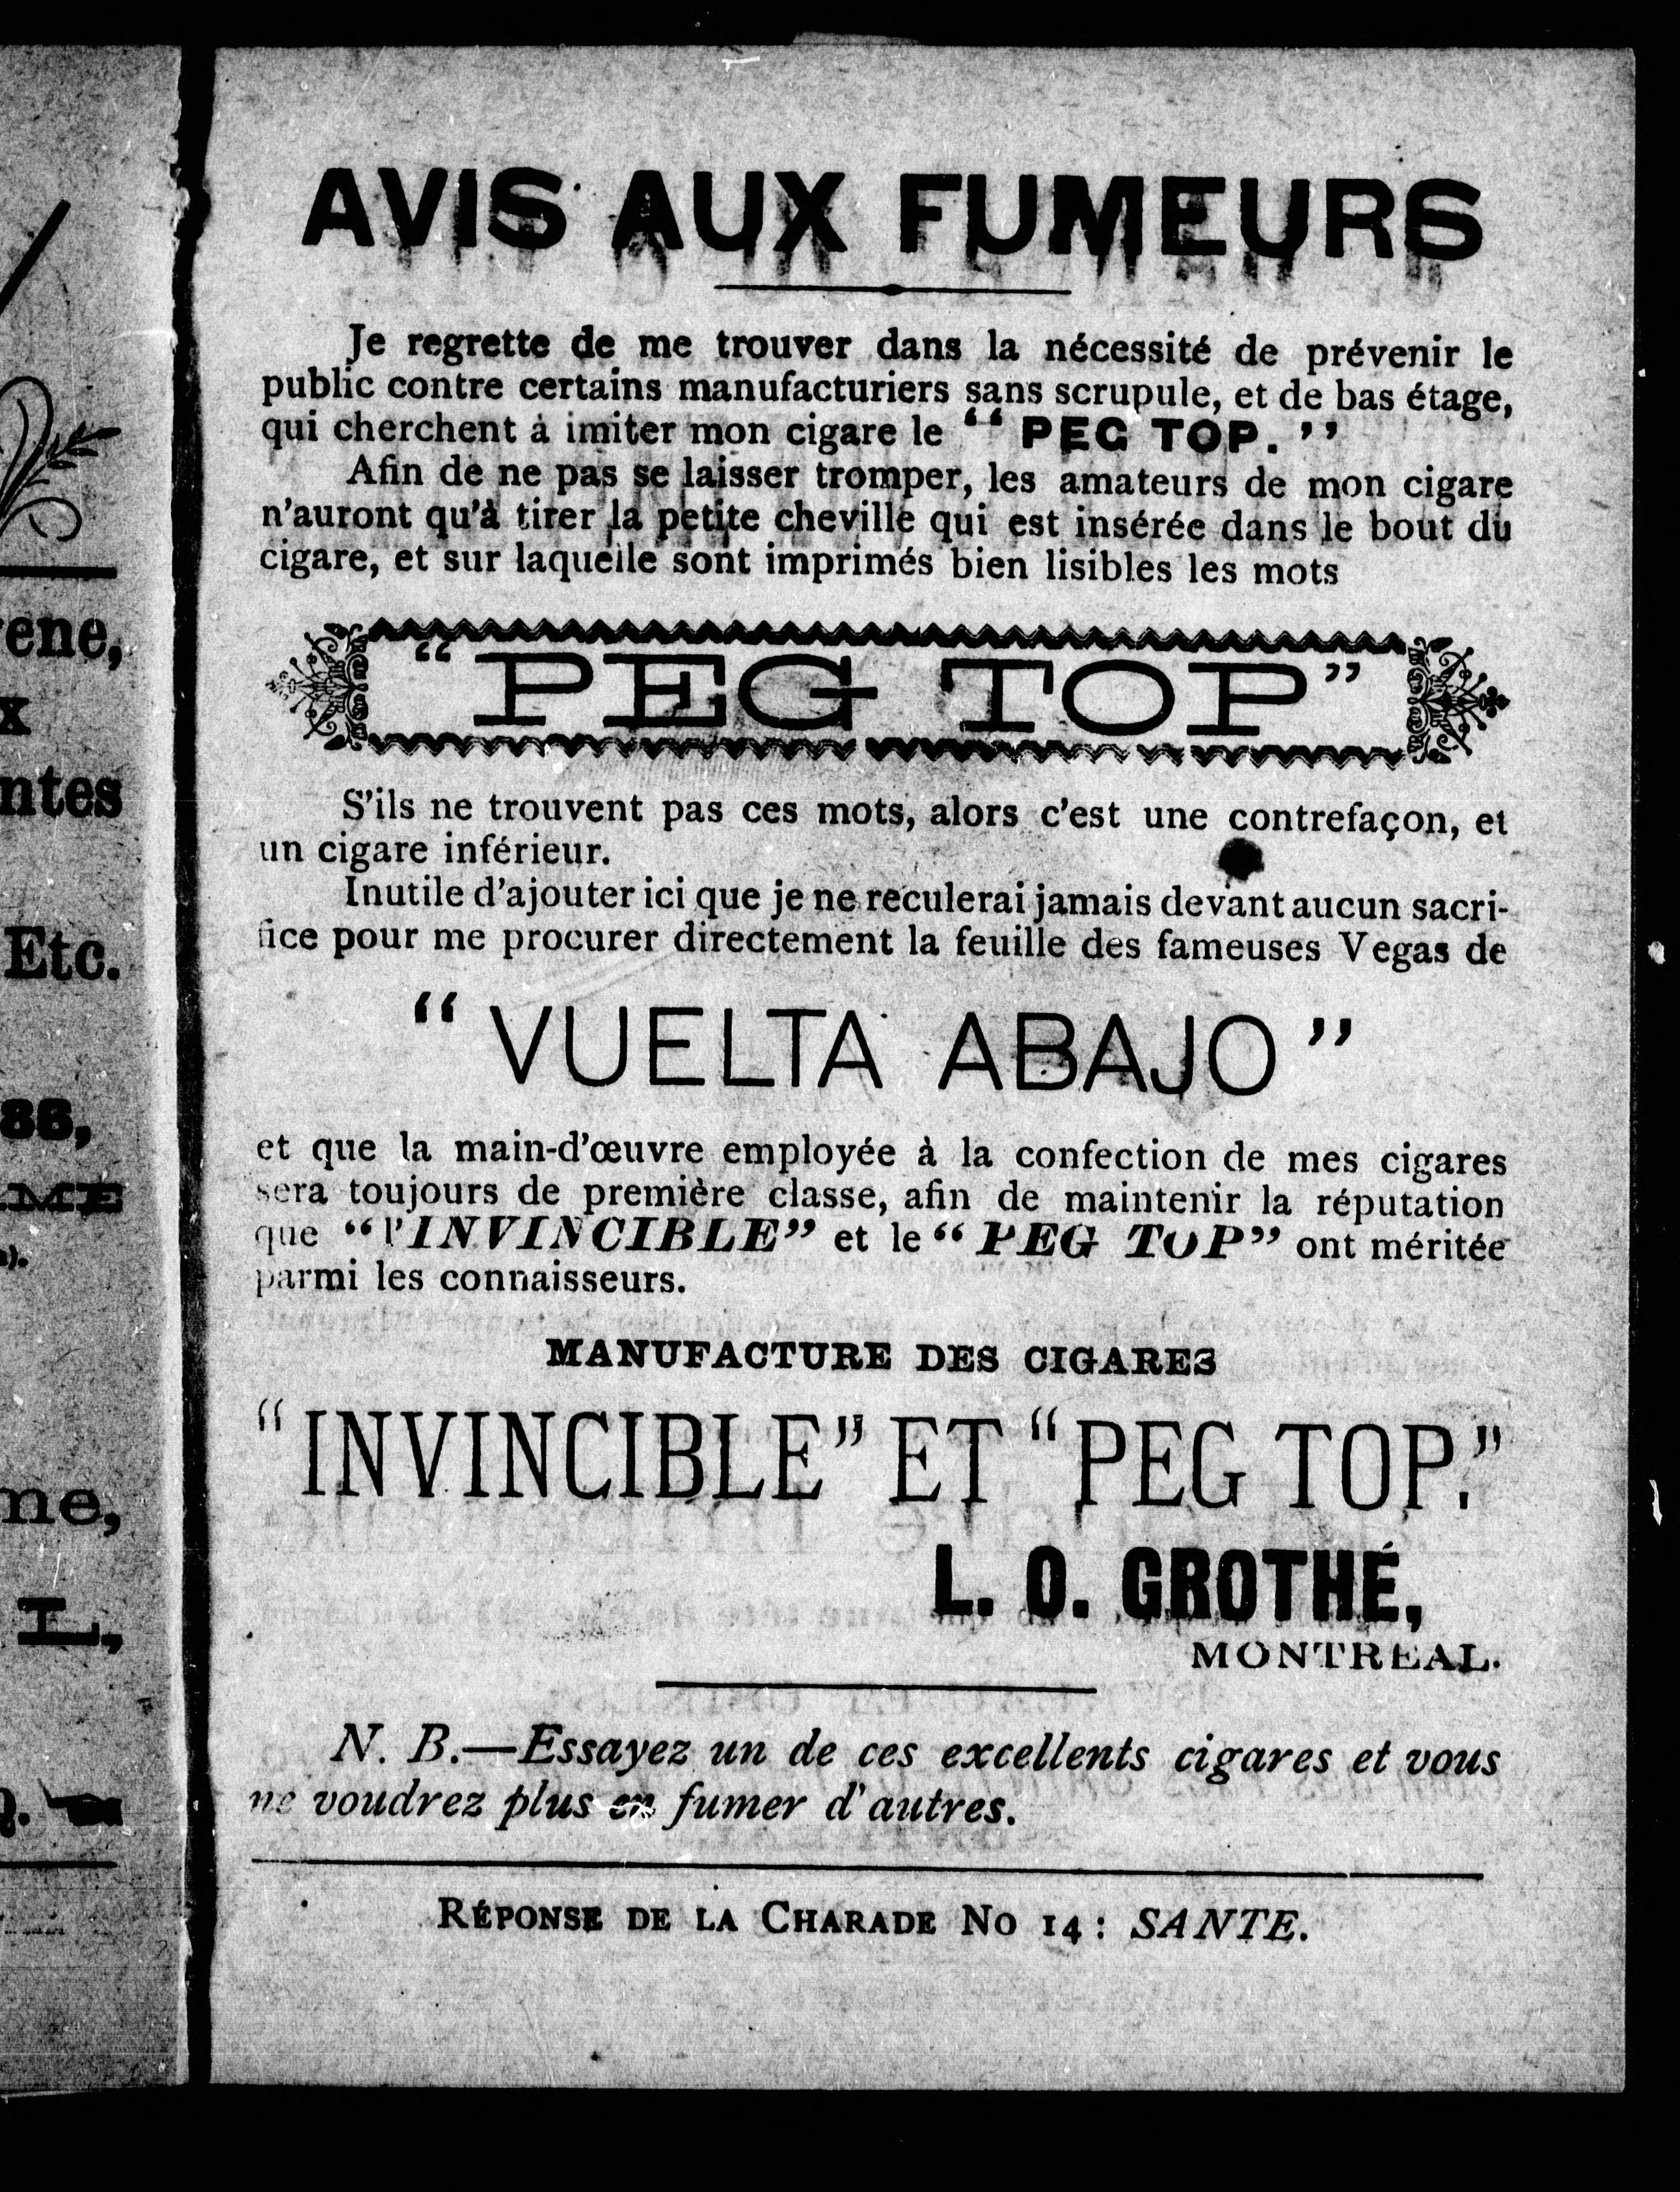 AVIS AUX FUMEURS
Je regrette de me trouver dans la nécessité de prévenir le
public contre certains manufacturiers sans scrupule, et de bas étage,
qui cherchent à imiter mon cigare le “ PEG TOP. ”
Afin de ne pas se laisser tromper, les amateurs de mon cigare
n'auront qu'à tirer la petite cheville qui est insérée dans le bout du
cigare, et sur laquelle sont imprimés bien lisibles les mots
“PEG TOP”
S'ils ne trouvent pas ces mots, alors c'est une contrefaçon, et
un cigare inférieur.
Inutile d'ajouter ici que je ne reculerai jamais devant aucun sacri-
fice pour me procurer directement la feuille des fameuses Vegas de
“ VUELTA ABAJO ”
et que la main-d'œuvre employée à la confection de mes cigares
sera toujours de première classe, afin de maintenir la réputation
que “l'INVINCIBLE” et le “ PEG TOP” ont méritée
parmi les connaisseurs.
MANUFACTURE DES CIGARES
“INVINCIBLE” ET “PEG TOP.”
L. O. GROTHÉ,
MONTREAL.
N. B.—Essayez un de ces excellents cigares et vous
ne voudrez plus en fumer d'autres.
RÉPONSE DE LA CHARADE NO 14 : SANTE.
ene,
x
ntes
Etc.
86,
ME
ne,
L,